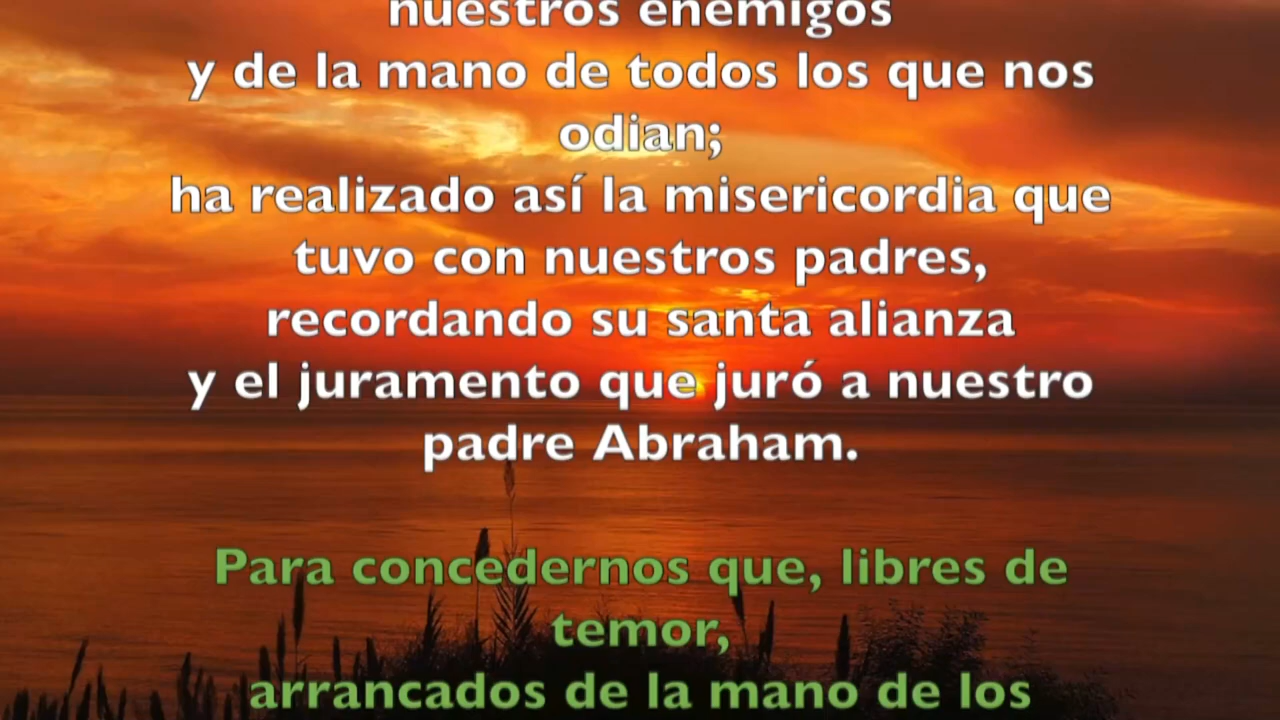 nuestros enemigos
y de la mano de todos los que nos
odian;
ha realizado así la misericordia que
tuvo con nuestros padres,
recordando su santa alianza
y el juramento que juró a nuestro
padre Abraham.
Para concedernos que, libres de
temor,
arrancados de la mano de los